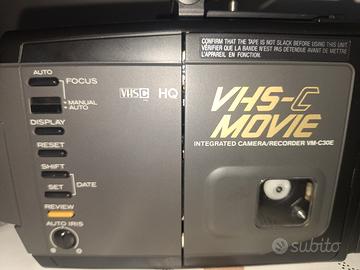 CONFIRM THAT THE TAPE IS NOT SLACK BEFORE USING THIS UNIT
VÉRIFIER QUE LA BANDE N'EST PAS DÉTENDUE AVANT DE METTRE
L'APPAREIL EN FONCTION.
AUTO
FOCUS
MANUAL
AUTO
DISPLAY
RESET
SHIFT
SET
DATE
REVIEW
AUTO IRIS
VHS C HQ
VHS-C
MOVIE
INTEGRATED CAMERA/RECORDER VM-C30E
subito